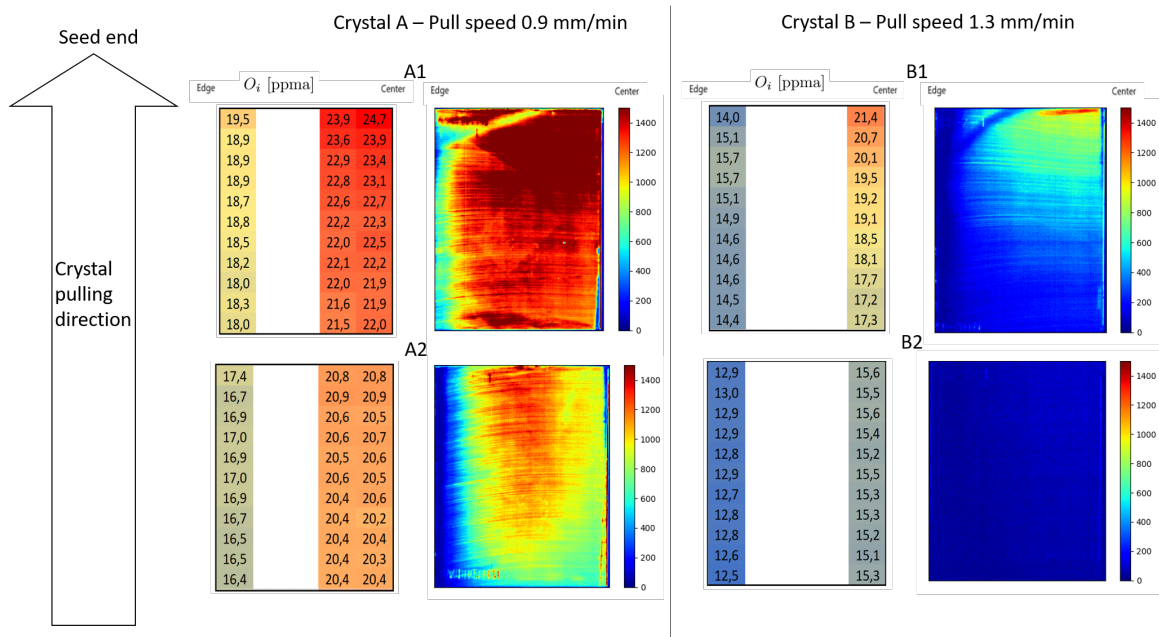 Crystal A – Pull speed 0.9 mm/min
Crystal B – Pull speed 1.3 mm/min
Seed end
Crystal
pulling
direction
A1
Edge O_i [ppma] Center
19,5 23,9 24,7
18,9 23,6 23,9
18,9 22,9 23,4
18,9 22,8 23,1
18,7 22,6 22,7
18,8 22,2 22,3
18,5 22,0 22,5
18,2 22,1 22,2
18,0 22,0 21,9
18,3 21,6 21,9
18,0 21,5 22,0
Edge Center
1400
1200
1000
800
600
400
200
0
A2
17,4 20,8 20,8
16,7 20,9 20,9
16,9 20,6 20,5
17,0 20,6 20,7
16,9 20,5 20,6
17,0 20,6 20,5
16,9 20,4 20,6
16,7 20,4 20,2
16,5 20,4 20,4
16,5 20,4 20,3
16,4 20,4 20,4
1400
1200
1000
800
600
400
200
0
B1
Edge O_i [ppma] Center
14,0 21,4
15,1 20,7
15,7 20,1
15,7 19,5
15,1 19,2
14,9 19,1
14,6 18,5
14,6 18,1
14,6 17,7
14,5 17,2
14,4 17,3
Edge Center
1400
1200
1000
800
600
400
200
0
B2
12,9 15,6
13,0 15,5
12,9 15,6
12,9 15,4
12,8 15,2
12,9 15,5
12,7 15,3
12,8 15,3
12,8 15,2
12,6 15,1
12,5 15,3
1400
1200
1000
800
600
400
200
0